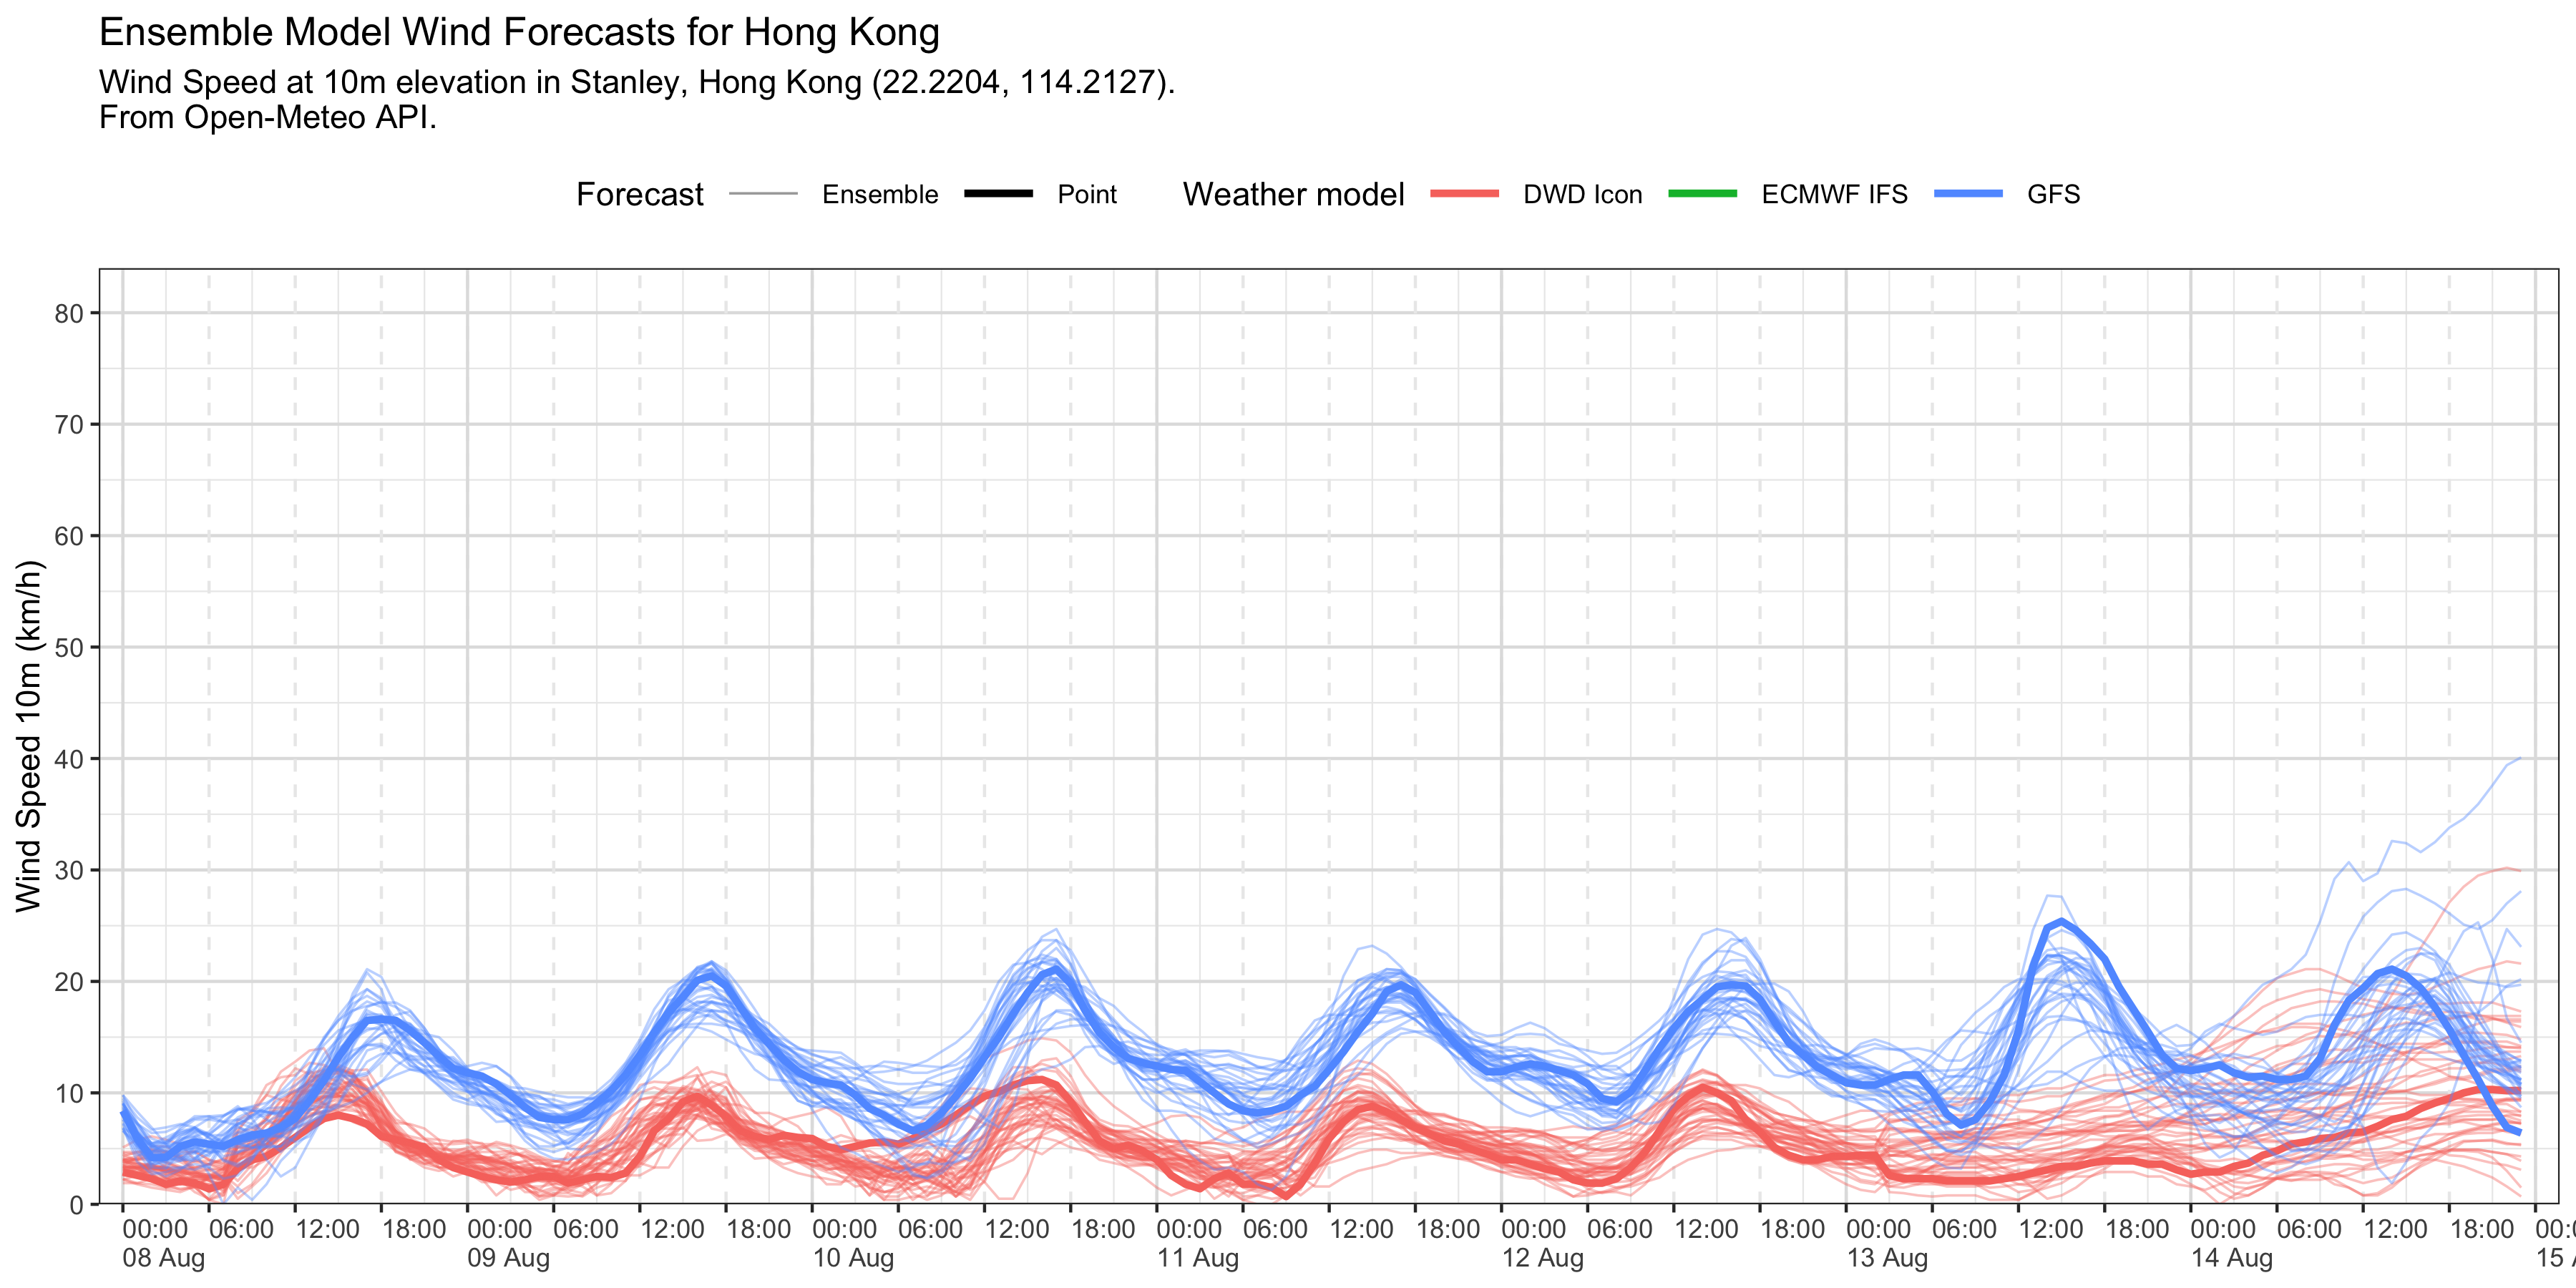 Ensemble Model Wind Forecasts for Hong Kong
Wind Speed at 10m elevation in Stanley, Hong Kong (22.2204, 114.2127).
From Open-Meteo API.
Forecast Ensemble Point Weather model DWD Icon ECMWF IFS GFS
Wind Speed 10m (km/h)
80
70
60
50
40
30
20
10
0
00:00 06:00 12:00 18:00 00:00 06:00 12:00 18:00 00:00 06:00 12:00 18:00 00:00 06:00 12:00 18:00 00:00 06:00 12:00 18:00 00:00 06:00 12:00 18:00 00:00 06:00 12:00 18:00
08 Aug 09 Aug 10 Aug 11 Aug 12 Aug 13 Aug 14 Aug 15